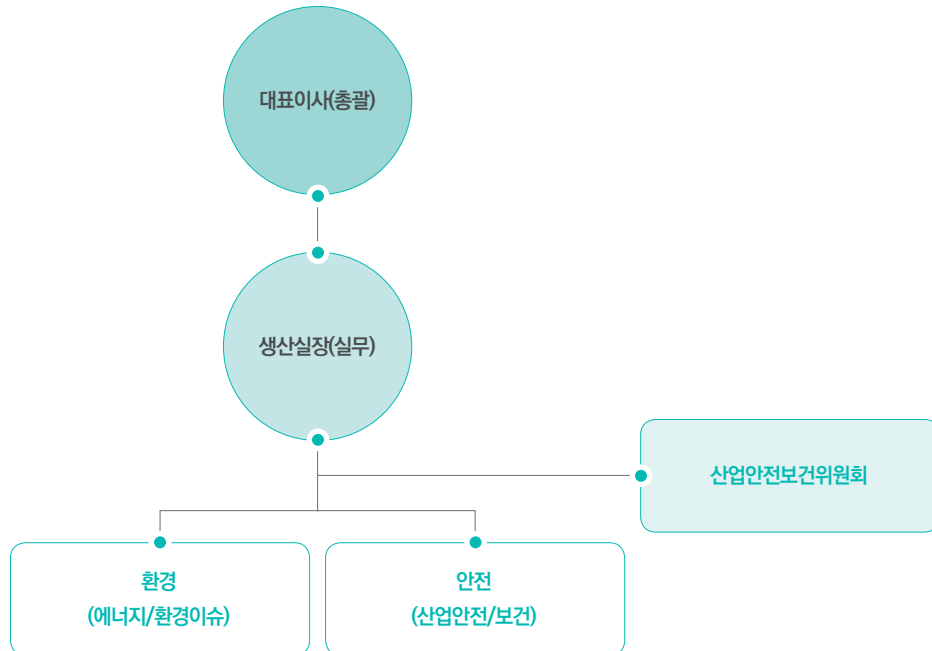 대표이사(총괄)
생산실장(실무)
산업안전보건위원회
환경
(에너지/환경이슈)
안전
(산업안전/보건)